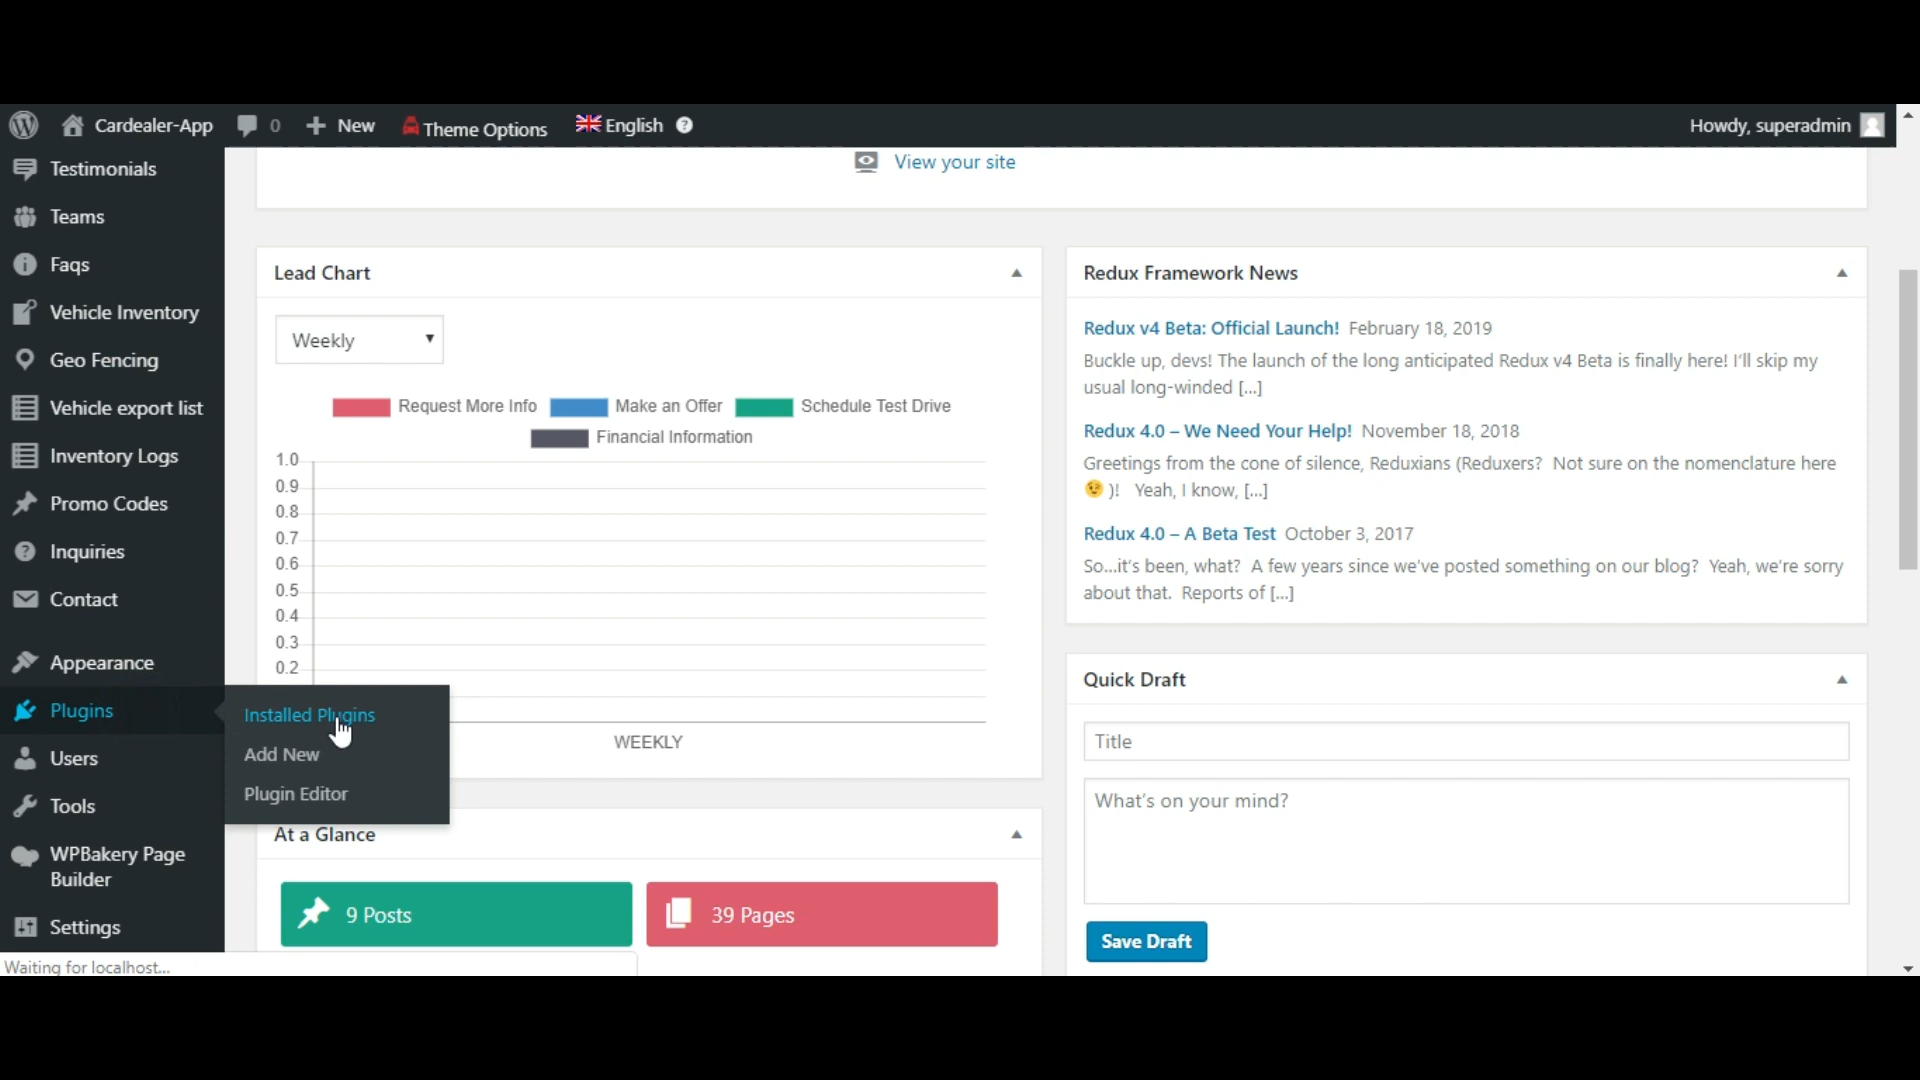 Cardealer-App 0 New Theme Options English Howdy, superadmin
Testimonials
Teams
Faqs
Vehicle Inventory
Geo Fencing
Vehicle export list
Inventory Logs
Promo Codes
Inquiries
Contact
Appearance
Plugins
Users
Tools
WPBakery Page
Builder
Settings
Installed Plugins
Add New
Plugin Editor
View your site
Lead Chart
Weekly
Request More Info Make an Offer Schedule Test Drive
Financial Information
1.0
0.9
0.8
0.7
0.6
0.5
0.4
0.3
0.2
WEEKLY
At a Glance
9 Posts
39 Pages
Redux Framework News
Redux v4 Beta: Official Launch! February 18, 2019
Buckle up, devs! The launch of the long anticipated Redux v4 Beta is finally here! I'll skip my
usual long-winded [...]
Redux 4.0 – We Need Your Help! November 18, 2018
Greetings from the cone of silence, Reduxians (Reduxers? Not sure on the nomenclature here
😉 )! Yeah, I know, [...]
Redux 4.0 – A Beta Test October 3, 2017
So...it's been, what? A few years since we've posted something on our blog? Yeah, we're sorry
about that. Reports of [...]
Quick Draft
Title
What's on your mind?
Save Draft
Waiting for localhost...